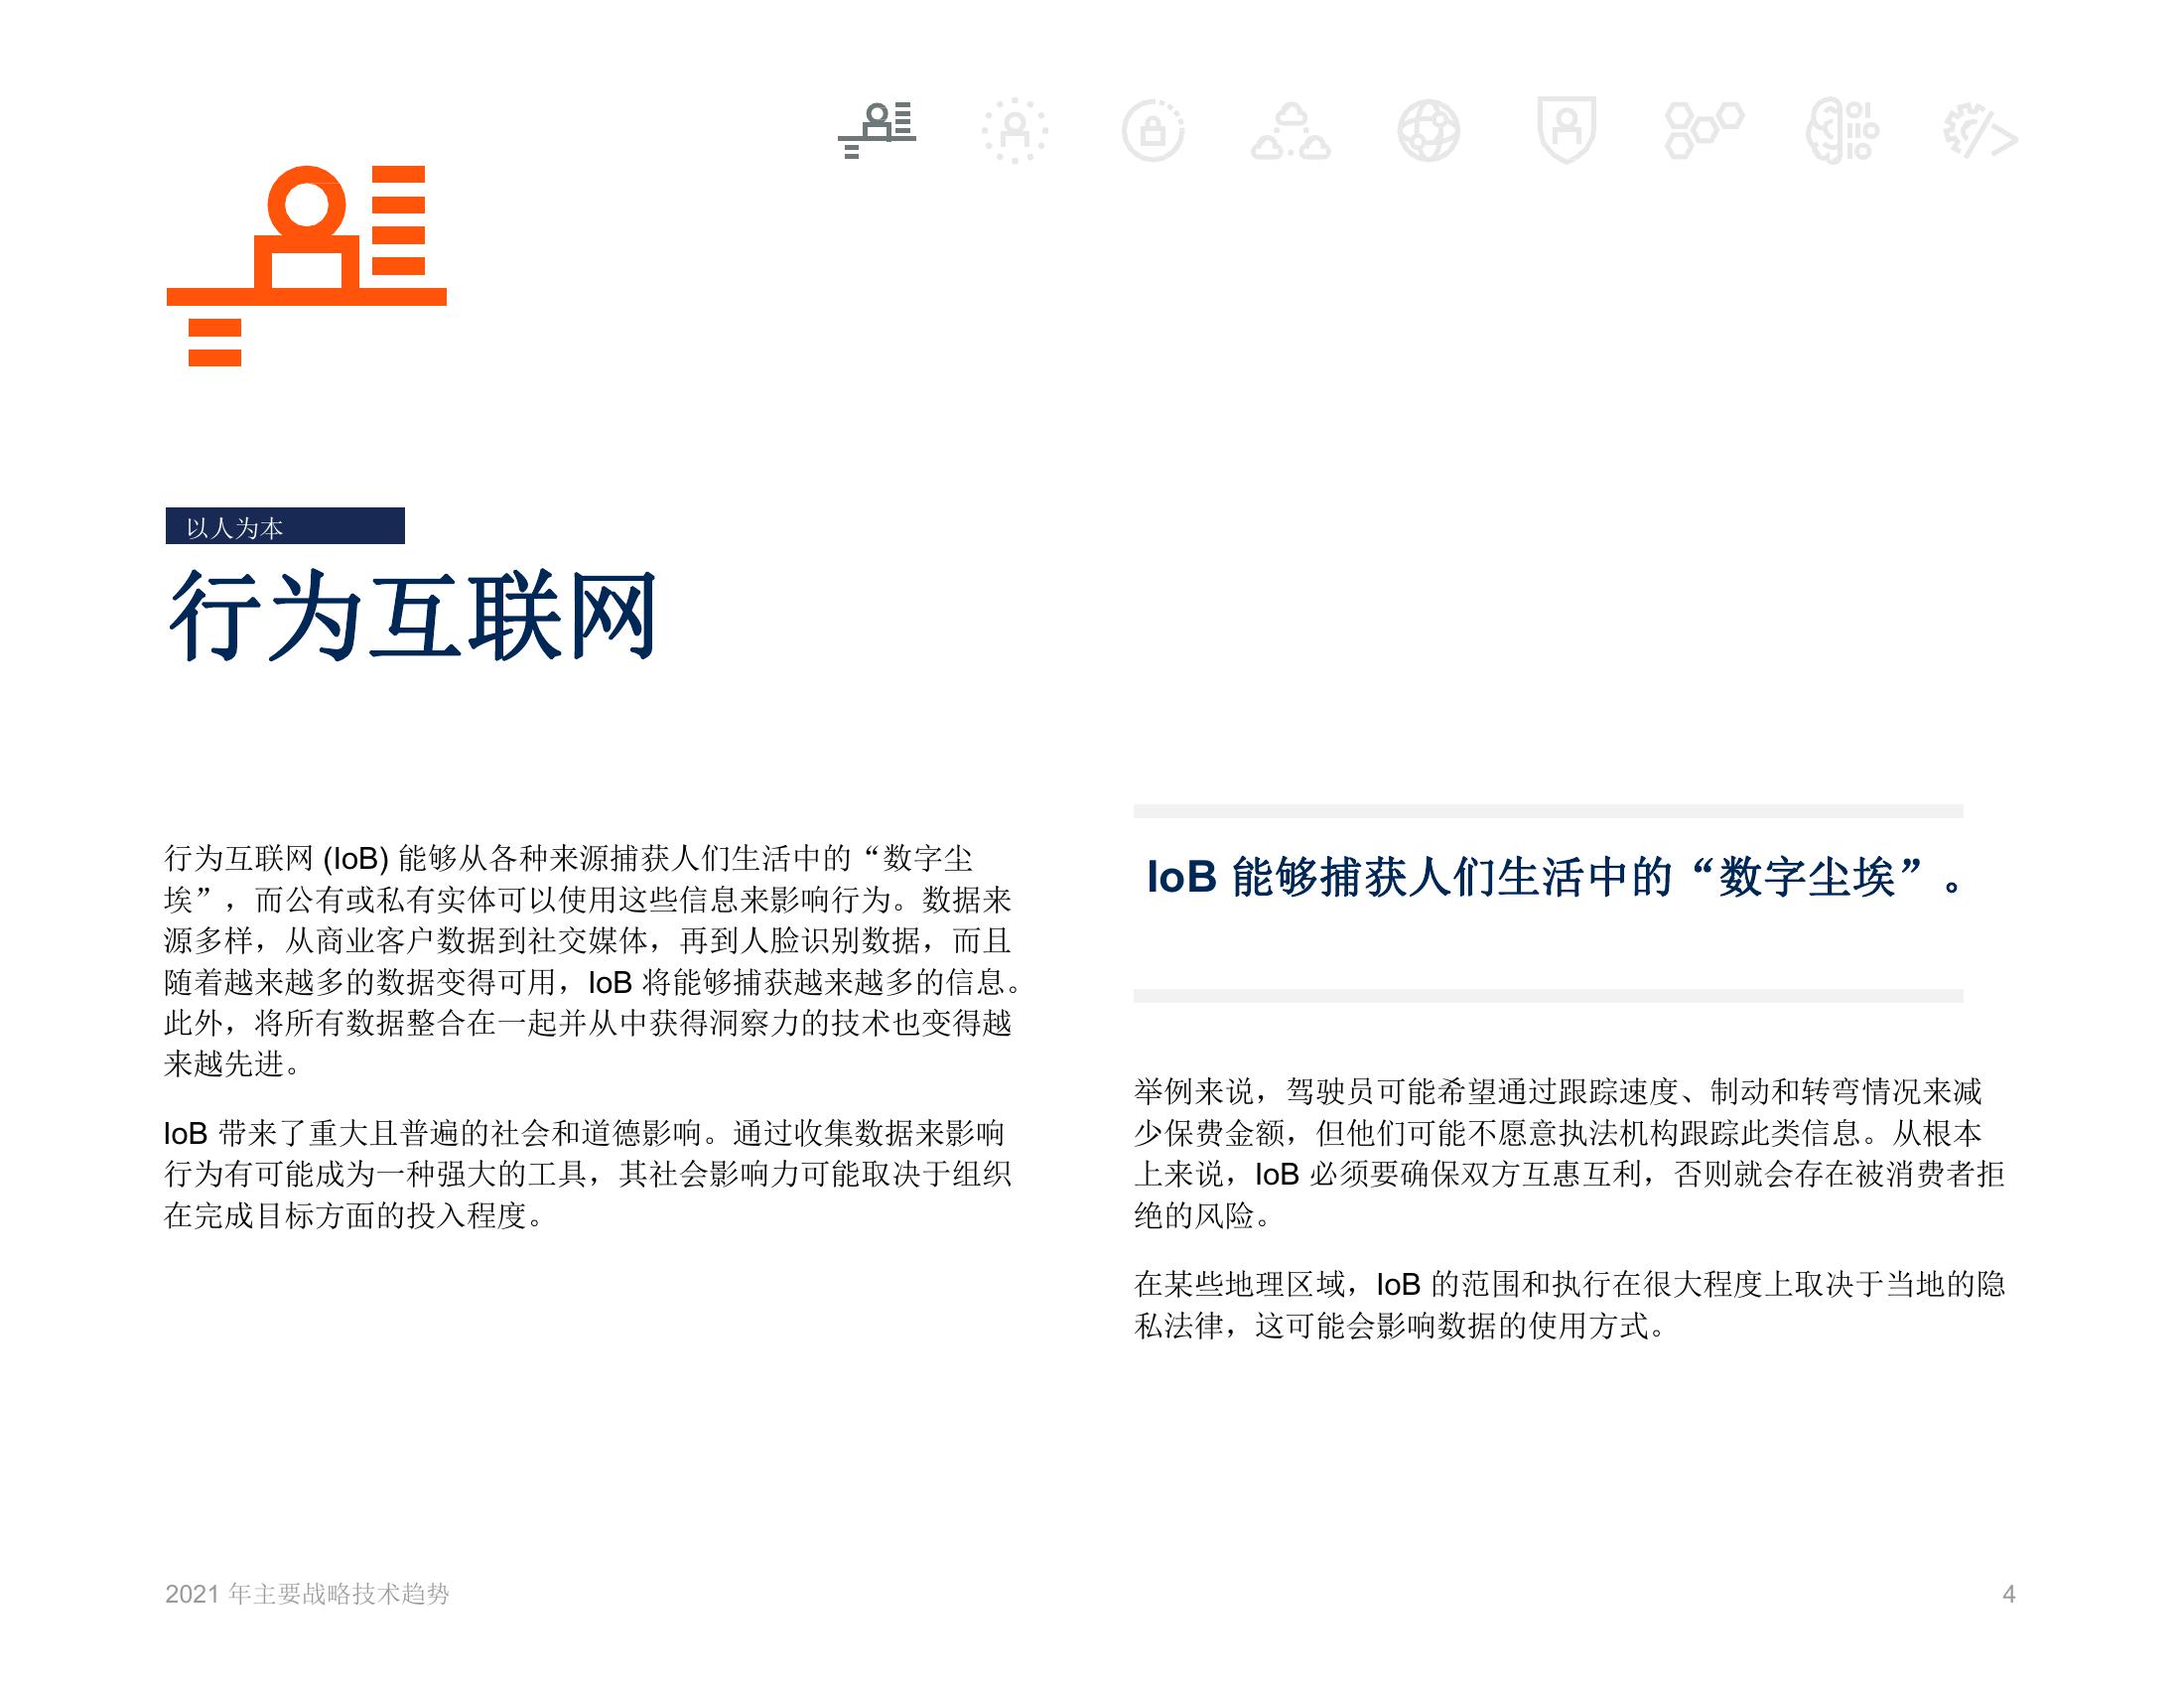 以人为本
行为互联网
行为互联网 (IoB) 能够从各种来源捕获人们生活中的“数字尘
埃”，而公有或私有实体可以使用这些信息来影响行为。数据来
源多样，从商业客户数据到社交媒体，再到人脸识别数据，而且
随着越来越多的数据变得可用，IoB 将能够捕获越来越多的信息。
此外，将所有数据整合在一起并从中获得洞察力的技术也变得越
来越先进。
IoB 带来了重大且普遍的社会和道德影响。通过收集数据来影响
行为有可能成为一种强大的工具，其社会影响力可能取决于组织
在完成目标方面的投入程度。
IoB 能够捕获人们生活中的“数字尘埃”。
举例来说，驾驶员可能希望通过跟踪速度、制动和转弯情况来减
少保费金额，但他们可能不愿意执法机构跟踪此类信息。从根本
上来说，IoB 必须要确保双方互惠互利，否则就会存在被消费者拒
绝的风险。
在某些地理区域，IoB 的范围和执行在很大程度上取决于当地的隐
私法律，这可能会影响数据的使用方式。
2021 年主要战略技术趋势
4